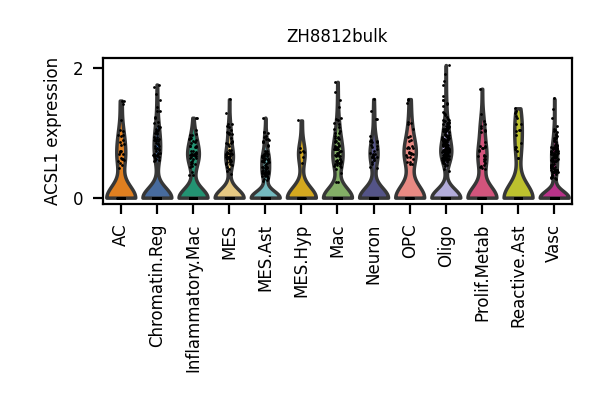 ZH8812bulk
ACSL1 expression
2
0
AC
Chromatin.Reg
Inflammatory.Mac
MES
MES.Ast
MES.Hyp
Mac
Neuron
OPC
Oligo
Prolif.Metab
Reactive.Ast
Vasc